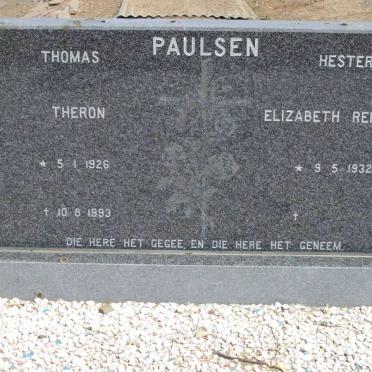 PAULSEN
THOMAS
THERON
* 5 1 1926
† 10 8 1993
HESTER
ELIZABETH
* 9 5 1932
†
DIE HERE HET GEGEE, EN DIE HERE HET GENEEM